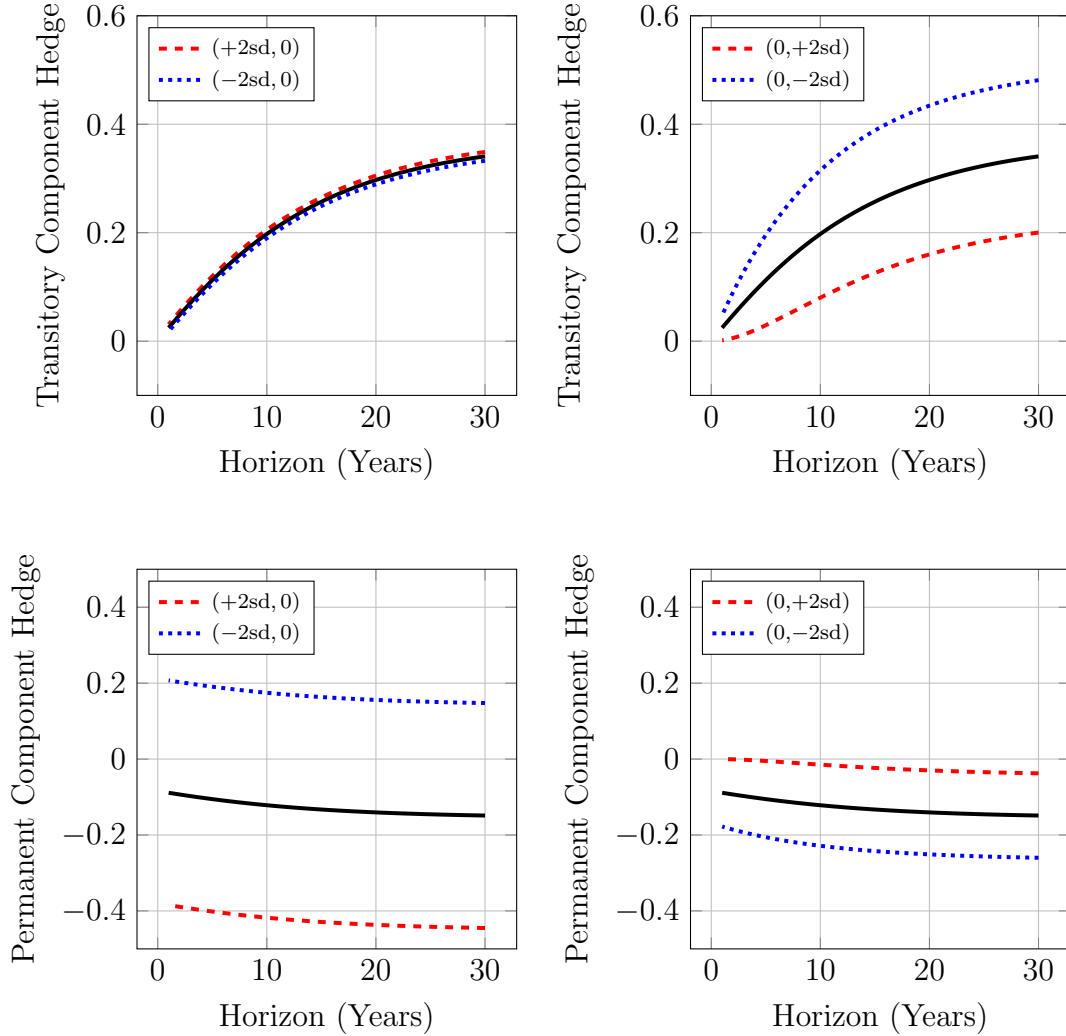 Transitory Component Hedge
0.6
0.4
0.2
0
(+2sd, 0)
(−2sd, 0)
0
10
20
30
Horizon (Years)
Transitory Component Hedge
0.6
0.4
0.2
0
(0,+2sd)
(0,−2sd)
0
10
20
30
Horizon (Years)
Permanent Component Hedge
0.4
0.2
0
−0.2
−0.4
(+2sd, 0)
(−2sd, 0)
0
10
20
30
Horizon (Years)
Permanent Component Hedge
0.4
0.2
0
−0.2
−0.4
(0,+2sd)
(0,−2sd)
0
10
20
30
Horizon (Years)